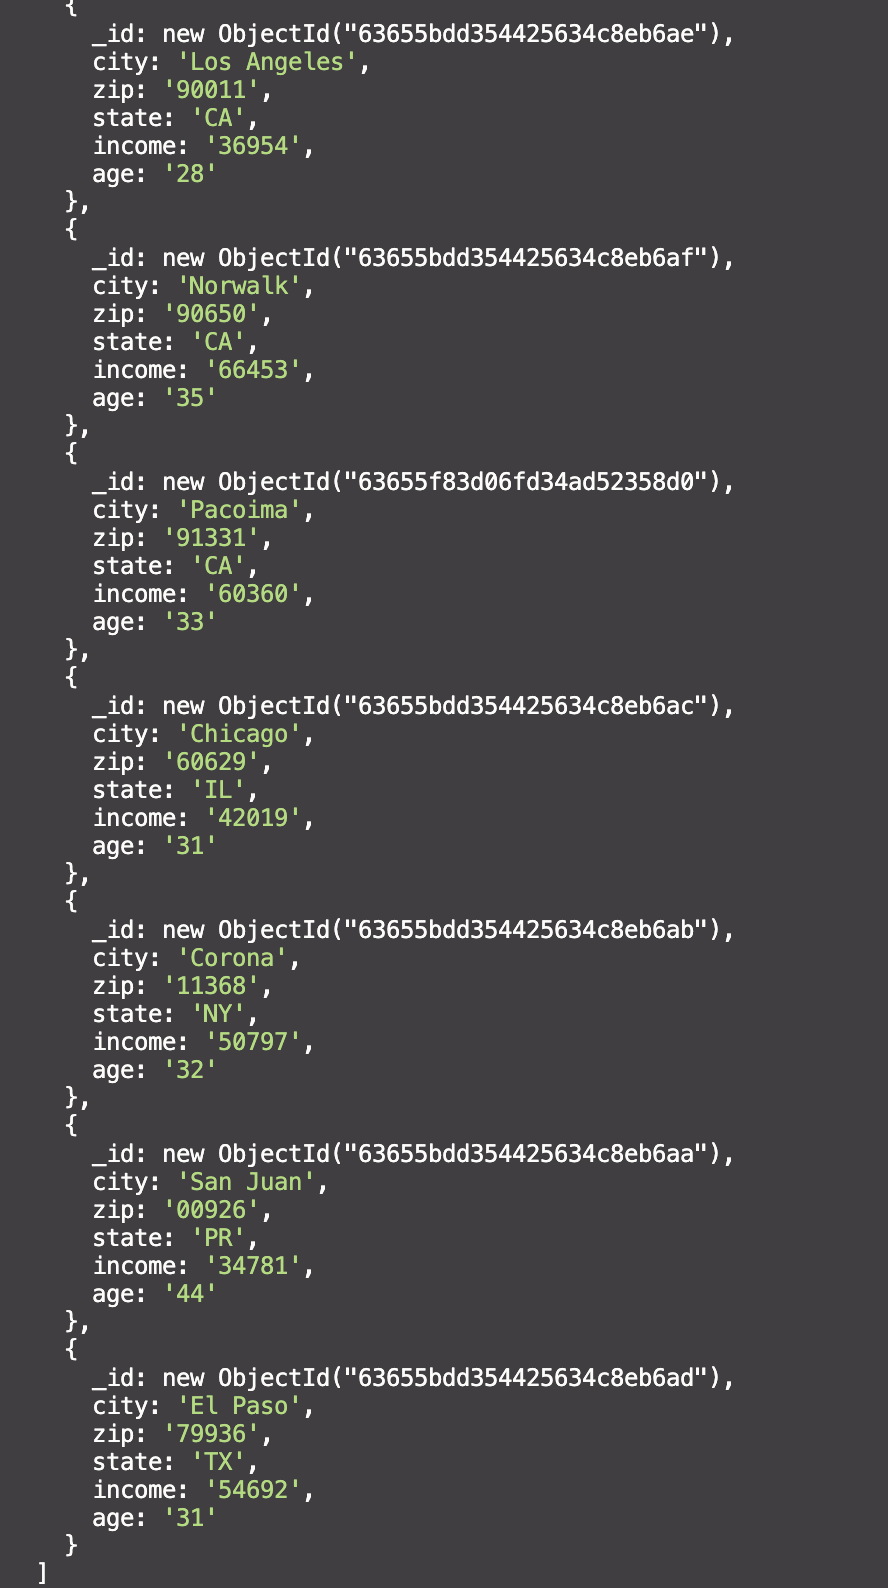 {
_id: new ObjectId("63655bdd354425634c8eb6ae"),
city: 'Los Angeles',
zip: '90011',
state: 'CA',
income: '36954',
age: '28'
},
{
_id: new ObjectId("63655bdd354425634c8eb6af"),
city: 'Norwalk',
zip: '90650',
state: 'CA',
income: '66453',
age: '35'
},
{
_id: new ObjectId("63655f83d06fd34ad52358d0"),
city: 'Pacoima',
zip: '91331',
state: 'CA',
income: '60360',
age: '33'
},
{
_id: new ObjectId("63655bdd354425634c8eb6ac"),
city: 'Chicago',
zip: '60629',
state: 'IL',
income: '42019',
age: '31'
},
{
_id: new ObjectId("63655bdd354425634c8eb6ab"),
city: 'Corona',
zip: '11368',
state: 'NY',
income: '50797',
age: '32'
},
{
_id: new ObjectId("63655bdd354425634c8eb6aa"),
city: 'San Juan',
zip: '00926',
state: 'PR',
income: '34781',
age: '44'
},
{
_id: new ObjectId("63655bdd354425634c8eb6ad"),
city: 'El Paso',
zip: '79936',
state: 'TX',
income: '54692',
age: '31'
}
]